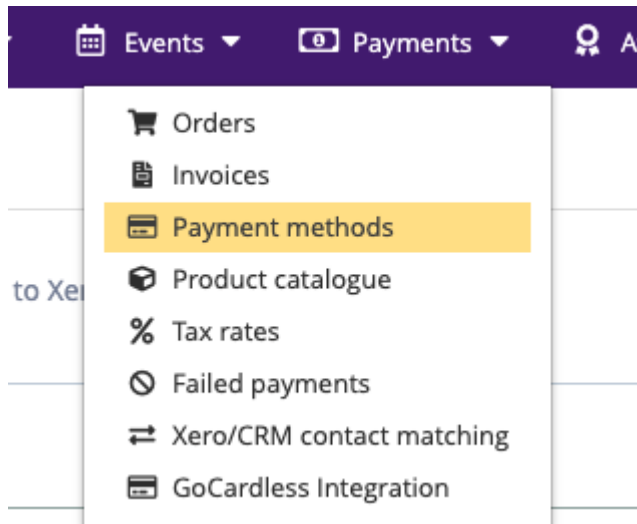 Events Payments A
Orders
Invoices
Payment methods
Product catalogue
to Xe
Tax rates
Failed payments
Xero/CRM contact matching
GoCardless Integration